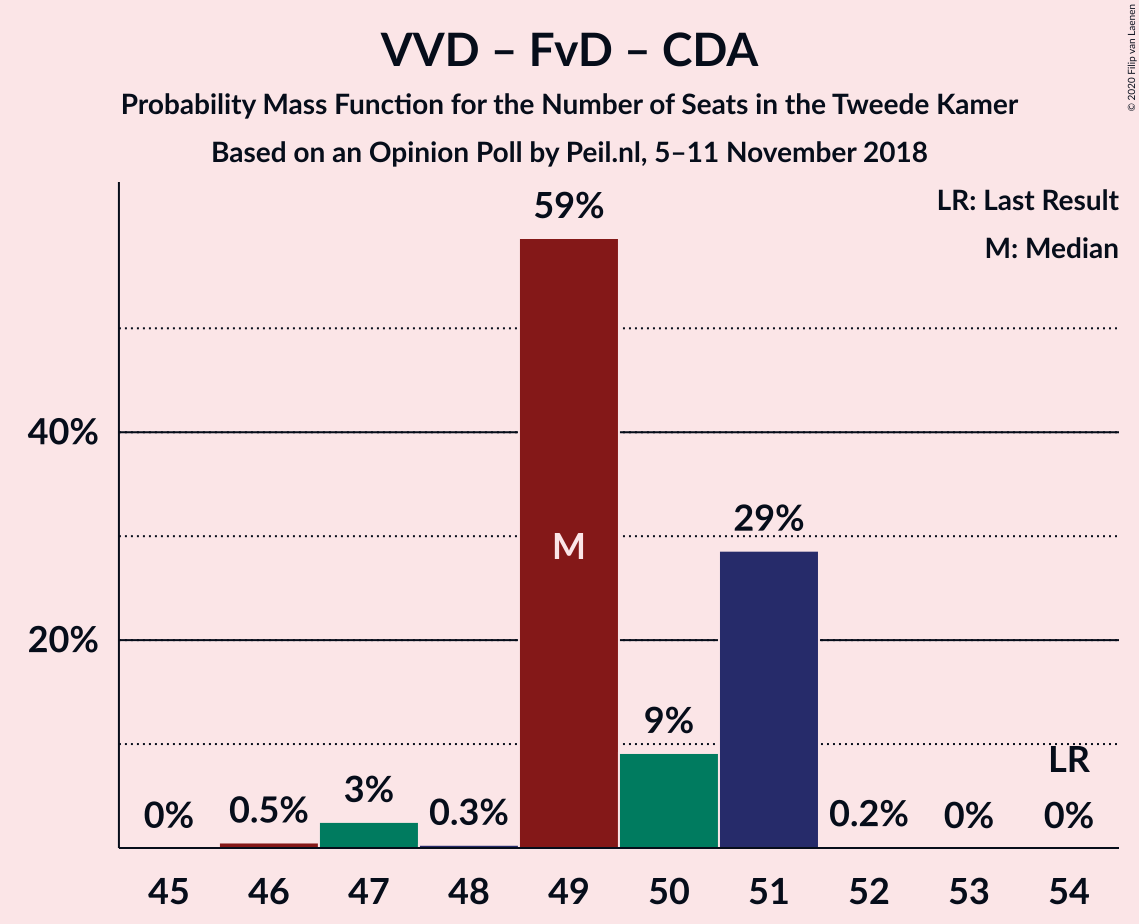 VVD – FvD – CDA
Probability Mass Function for the Number of Seats in the Tweede Kamer
Based on an Opinion Poll by Peil.nl, 5–11 November 2018
© 2020 Filip van Laenen
LR: Last Result
M: Median
59%
40%
29%
M
20%
9%
LR
3%
0%
0.5%
0.3%
0.2%
0%
0%
45 46 47 48 49 50 51 52 53 54